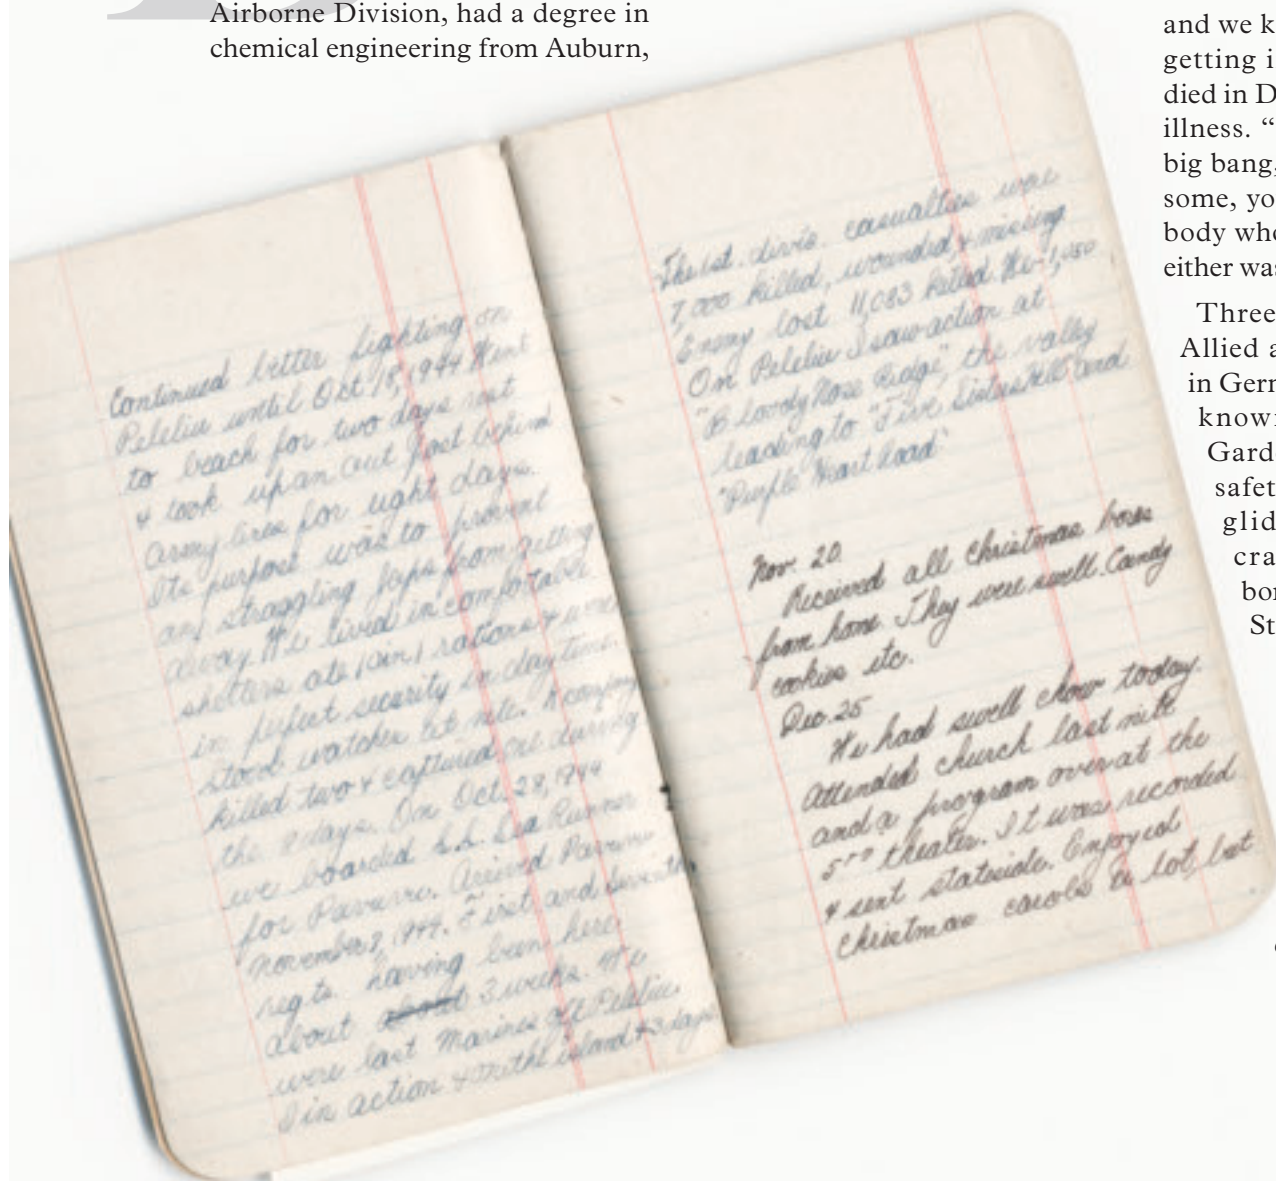 Airborne Division, had a degree in
chemical engineering from Auburn,
Continued bitter fighting on
Peleliu until Oct 15, 1944 Went
to beach for two days rest
& took up an out post behind
Army lines for eight days.
Its purpose was to prevent
any straggling Japs from getting
away. We lived in comfortable
shelters ate 10 in 1 rations & were
in perfect security in day time.
Stood watches at nite. K company
killed two & captured one during
the 8 days. On Oct. 28, 1944
we boarded S.S. Sea Runner
for Pavuvu. Arrived Pavuvu
November 7, 1944. First and seventh
regts. having been here
about about 3 weeks. We
were last Marines off Peleliu.
in action & on the island days
The 1st. divis. casualties was
7,000 killed, wounded, & missing
Enemy lost 11,083 killed. We-1,
On Peleliu I saw action at
"Bloody Nose Ridge", the valley
leading to "Five Sisters Hill" and
"Purple Heart Road"
Nov. 20.
Received all Christmas boxes
from home. They were swell. Candy
cookies etc.
Dec. 25
We had swell chow today.
Attended church last nite
and a program over at the
5th theater. It was recorded
& sent stateside. Enjoyed
Christmas carols a lot, but
and we k
getting i
died in D
illness. "
big bang,
some, yo
body who
either was
Three
Allied a
in Germ
known
Garde
safet
glid
cra
bor
St